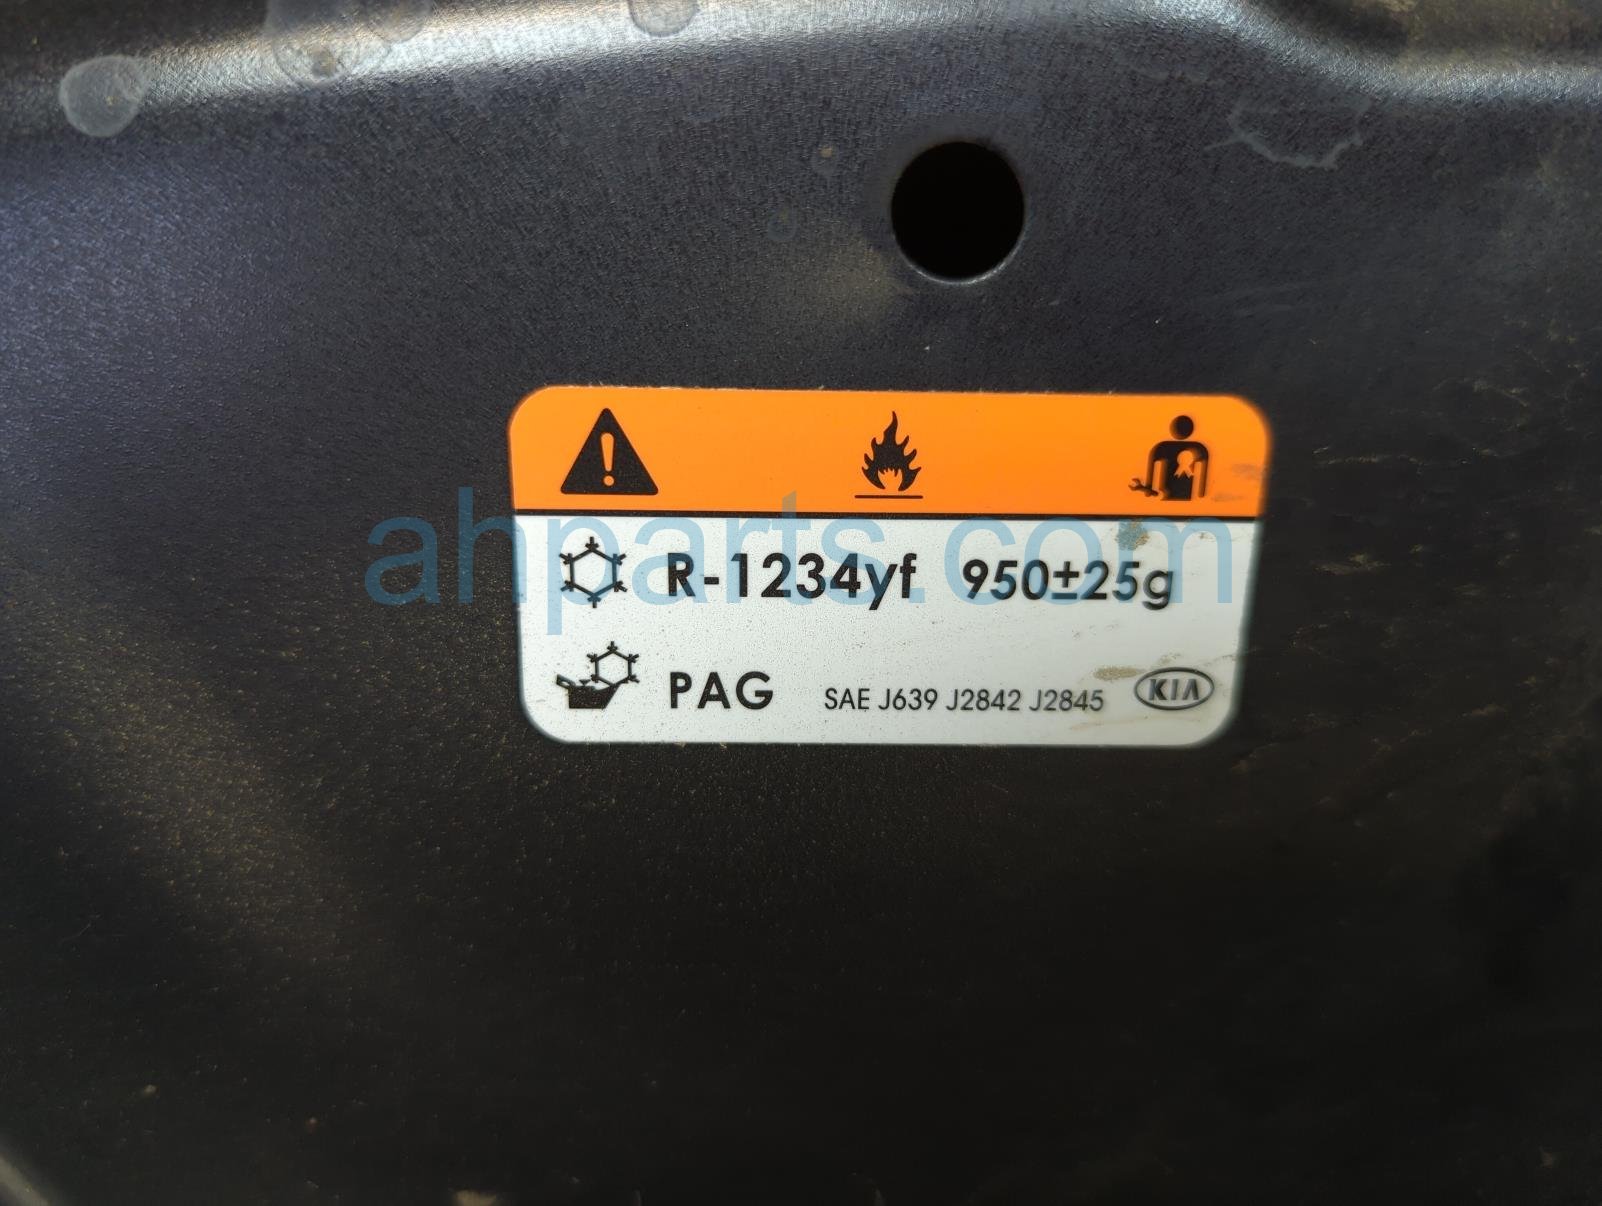 ahparts.com
R-1234yf 950±25g
PAG SAE J639 J2842 J2845 KIA